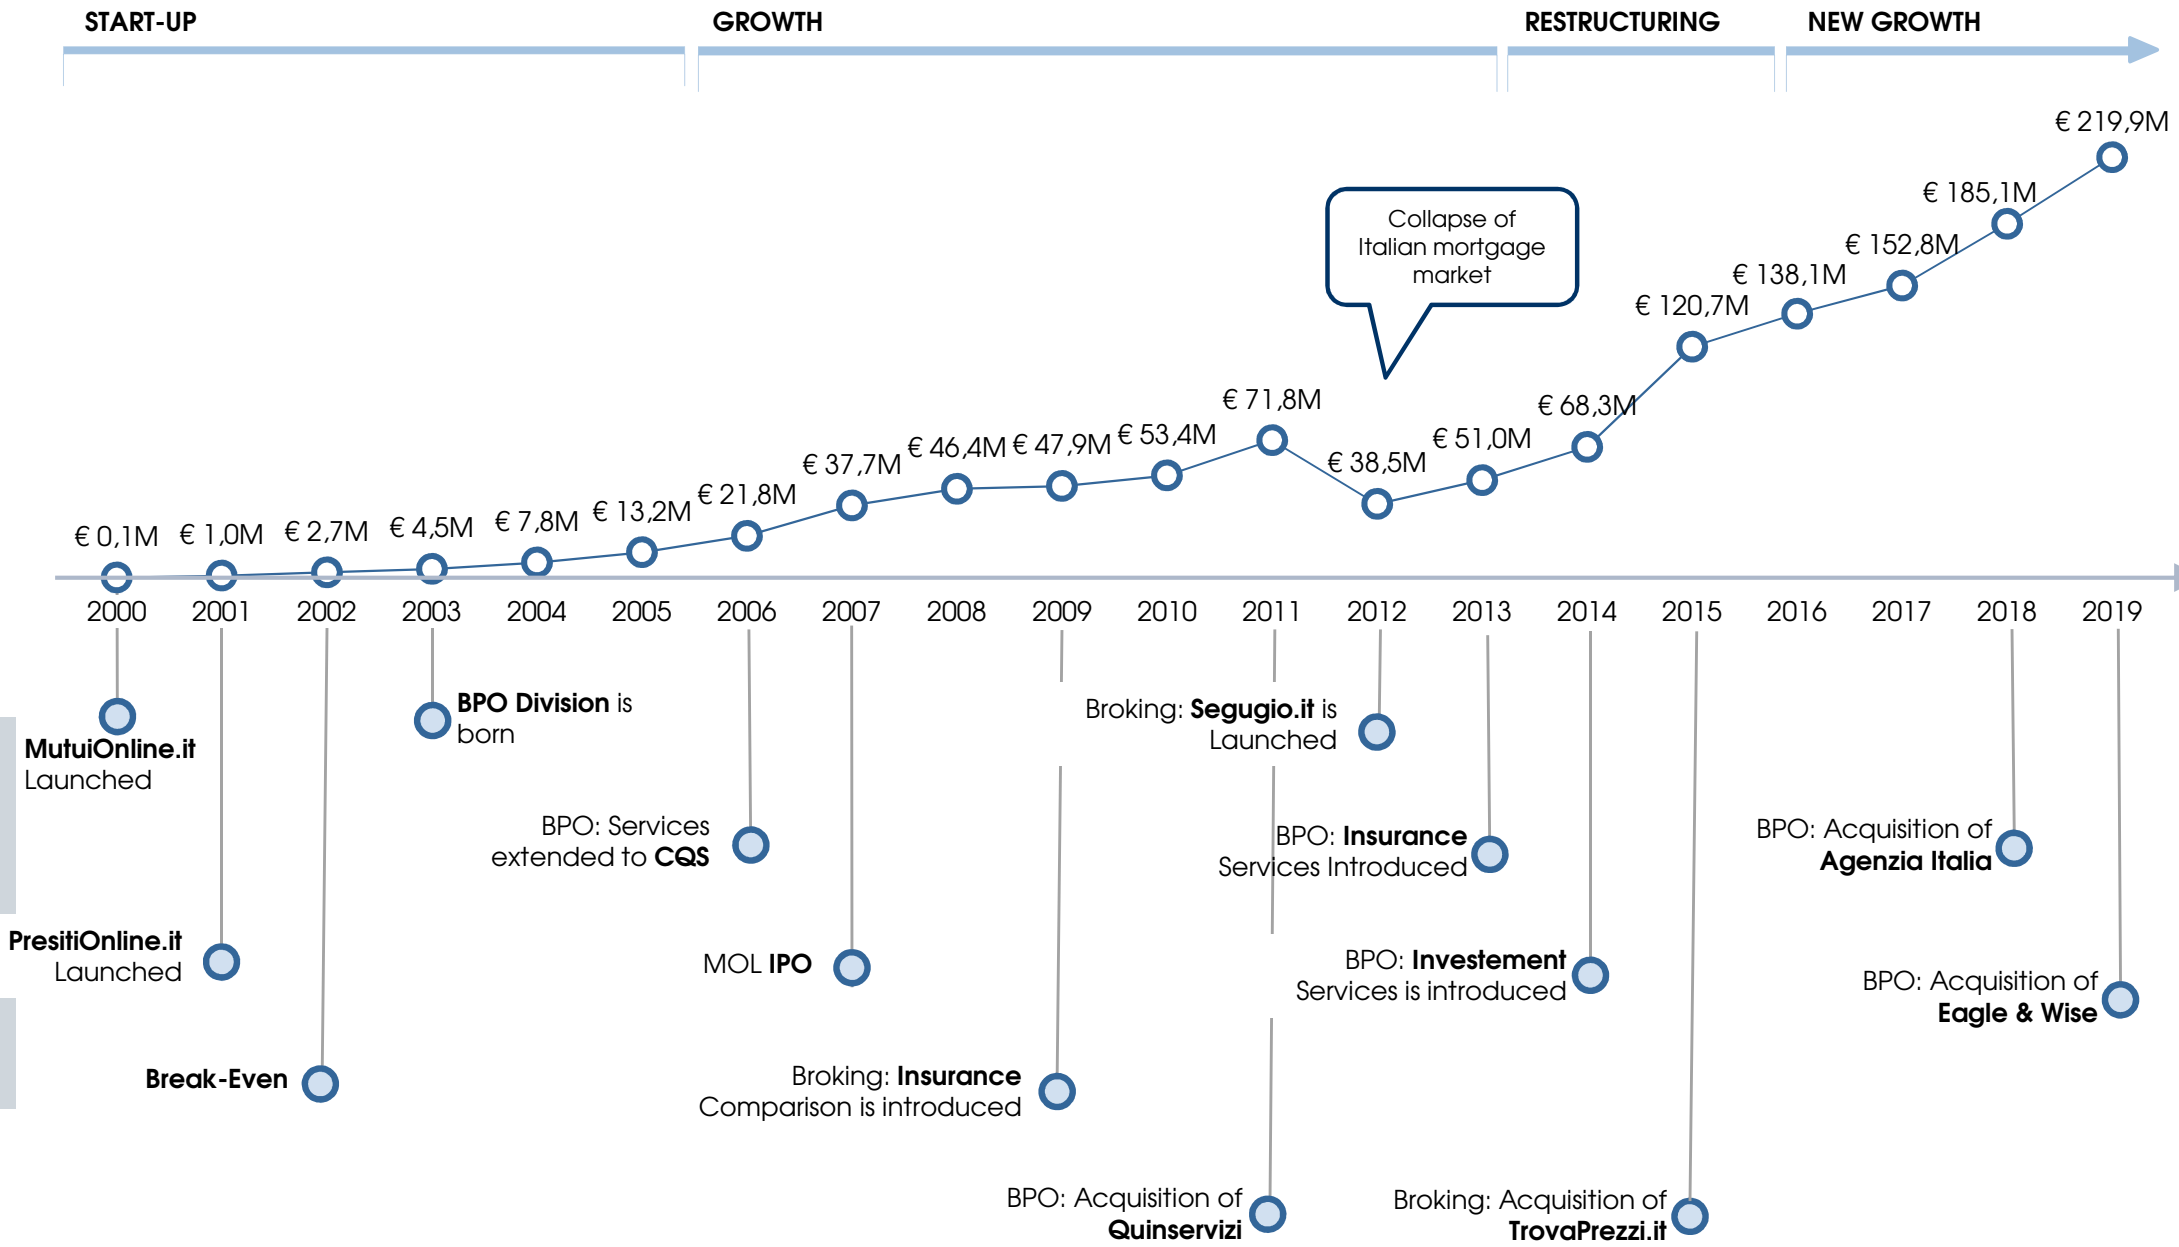 START-UP
GROWTH
RESTRUCTURING
NEW GROWTH
€ 219,9M
€ 185,1M
€ 152,8M
€ 138,1M
€ 120,7M
Collapse of
Italian mortgage
market
€ 71,8M
€ 68,3M
€ 53,4M
€ 51,0M
€ 47,9M
€ 46,4M
€ 38,5M
€ 37,7M
€ 21,8M
€ 13,2M
€ 7,8M
€ 4,5M
€ 2,7M
€ 1,0M
€ 0,1M
2000
2001
2002
2003
2004
2005
2006
2007
2008
2009
2010
2011
2012
2013
2014
2015
2016
2017
2018
2019
MutuiOnline.it
Launched
BPO Division is
born
Broking: Segugio.it is
Launched
BPO: Services
extended to CQS
BPO: Insurance
Services Introduced
BPO: Acquisition of
Agenzia Italia
PresitiOnline.it
Launched
MOL IPO
BPO: Investement
Services is introduced
BPO: Acquisition of
Eagle & Wise
Break-Even
Broking: Insurance
Comparison is introduced
BPO: Acquisition of
Quinservizi
Broking: Acquisition of
TrovaPrezzi.it